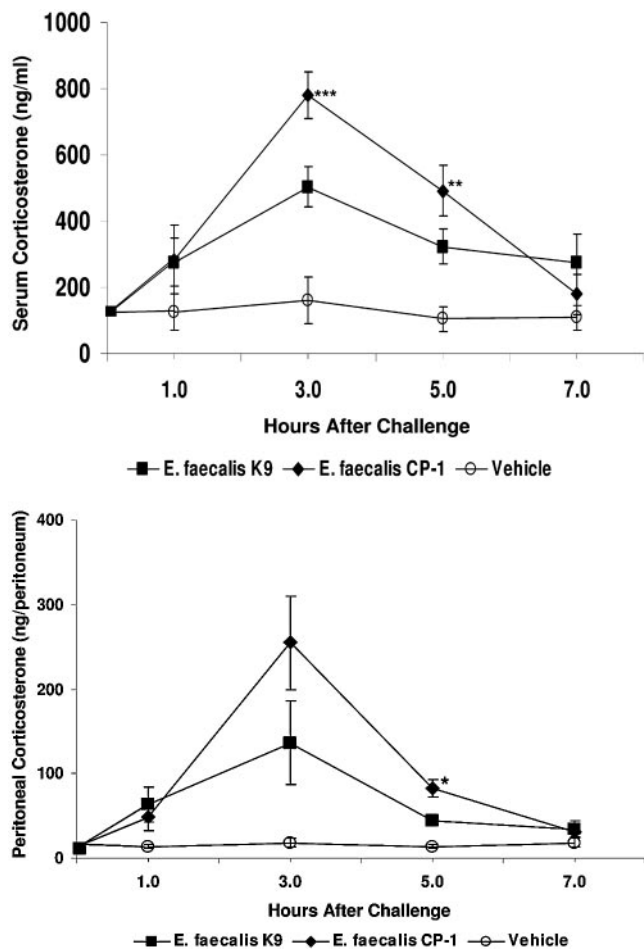 Serum Corticosterone (ng/ml)
1000
800
600
400
200
0
***
**
1.0 3.0 5.0 7.0
Hours After Challenge
E. faecalis K9 E. faecalis CP-1 Vehicle
Peritoneal Corticosterone (ng/peritoneum)
400
300
200
100
0
*
1.0 3.0 5.0 7.0
Hours After Challenge
E. faecalis K9 E. faecalis CP-1 Vehicle